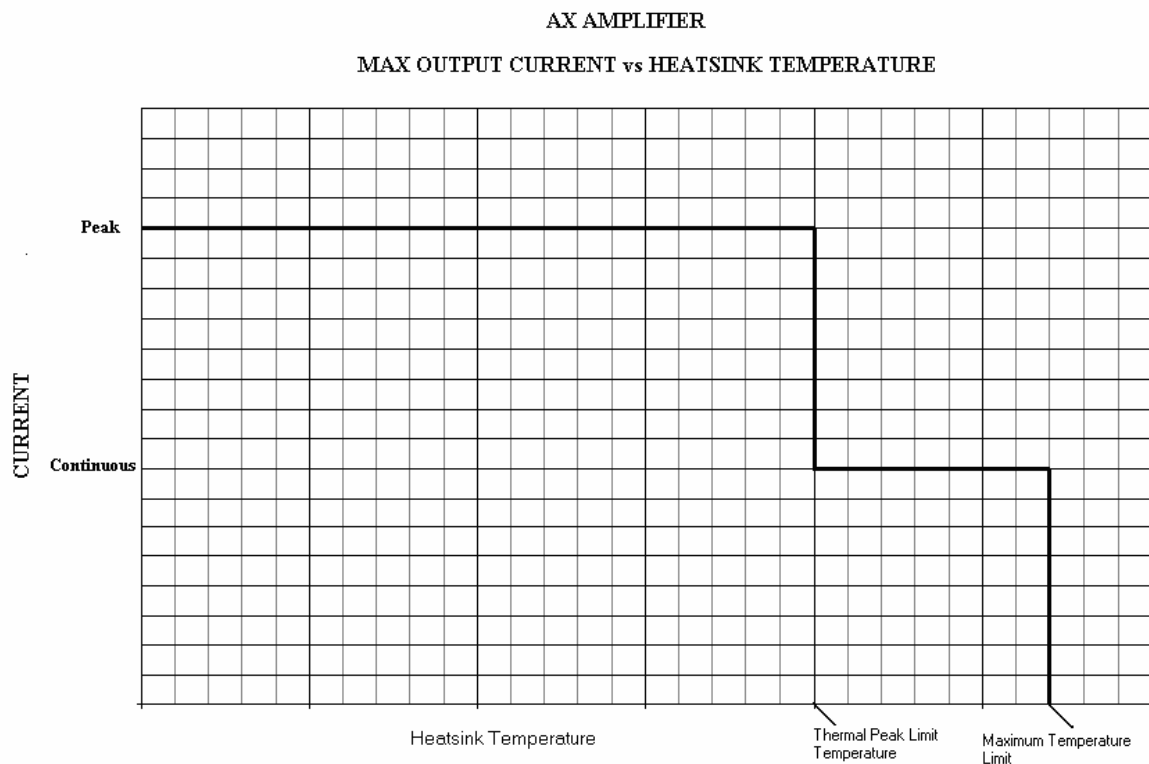 AX AMPLIFIER
MAX OUTPUT CURRENT vs HEATSINK TEMPERATURE
Peak
CURRENT
Continuous
Heatsink Temperature
Thermal Peak Limit
Temperature
Maximum Temperature
Limit